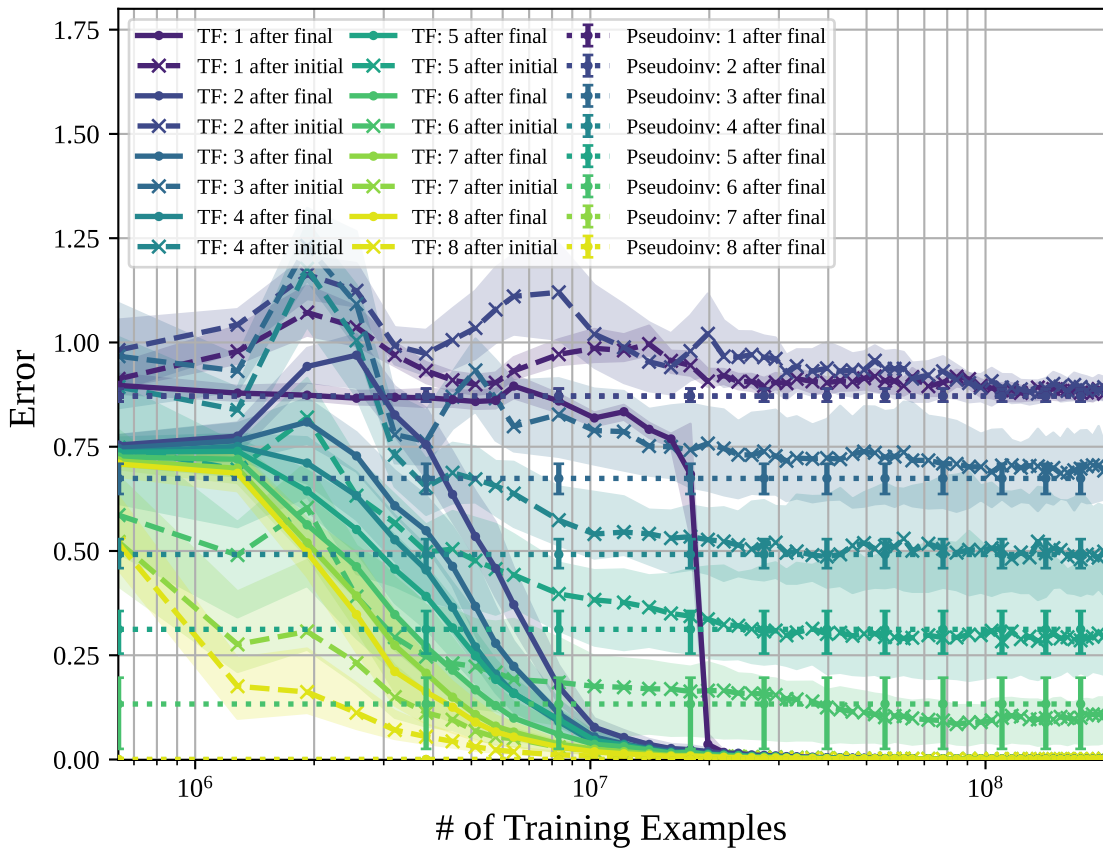 1.75
1.50
1.25
1.00
0.75
0.50
0.25
0.00
Error
TF: 1 after final
TF: 1 after initial
TF: 2 after final
TF: 2 after initial
TF: 3 after final
TF: 3 after initial
TF: 4 after final
TF: 4 after initial
TF: 5 after final
TF: 5 after initial
TF: 6 after final
TF: 6 after initial
TF: 7 after final
TF: 7 after initial
TF: 8 after final
TF: 8 after initial
Pseudoinv: 1 after final
Pseudoinv: 2 after final
Pseudoinv: 3 after final
Pseudoinv: 4 after final
Pseudoinv: 5 after final
Pseudoinv: 6 after final
Pseudoinv: 7 after final
Pseudoinv: 8 after final
10⁶ 10⁷ 10⁸
# of Training Examples